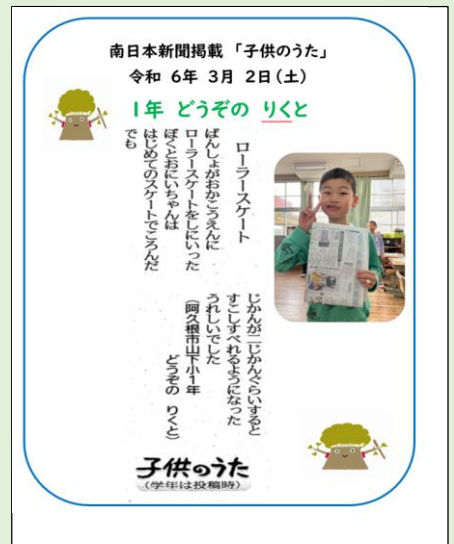 南日本新聞掲載 「子供のうた」
令和 6年 3月 2日(土)
1年 どうぞの りくと
ローラースケート
ばんしょがおかこうえんに
ローラースケートをしにいった
ぼくとおにいちゃんは
はじめてのスケートでころんだ
でも
じかんが二じかんぐらいすると
すこしすべれるようになった
うれしいでした
(阿久根市山下小1年
どうぞの りくと)
子供のうた
(学年は投稿時)